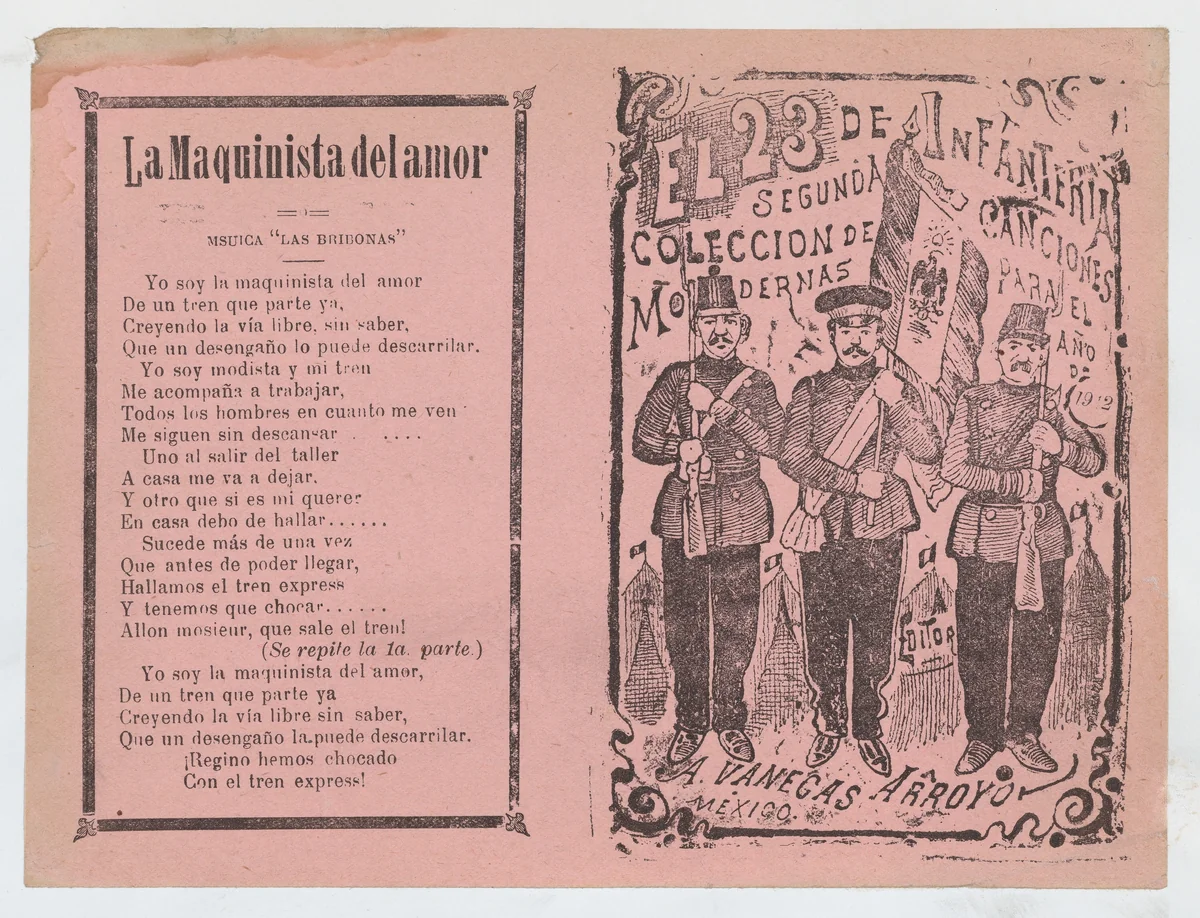 La Maquinista del amor
MSUICA "LAS BRIBONAS"
Yo soy la maquinista del amor
De un tren que parte ya,
Creyendo la vía libre, sin saber,
Que un desengaño lo puede descarrilar.
Yo soy modista y mi tren
Me acompaña a trabajar,
Todos los hombres en cuanto me ven
Me siguen sin descansar . ....
Uno al salir del taller
A casa me va a dejar,
Y otro que si es mi querer
En casa debo de hallar......
Sucede más de una vez
Que antes de poder llegar,
Hallamos el tren express
Y tenemos que chocar......
Allon mosieur, que sale el tren!
(Se repite la 1a. parte.)
Yo soy la maquinista del amor,
De un tren que parte ya
Creyendo la vía libre sin saber,
Que un desengaño la puede descarrilar.
¡Regino hemos chocado
Con el tren express!
EL 23 DE INFANTERIA
SEGUNDA
COLECCION DE CANCIONES
MODERNAS PARA EL
AÑO
DE
1912
A
EDITOR
A. VANEGAS ARROYO
MEXICO.